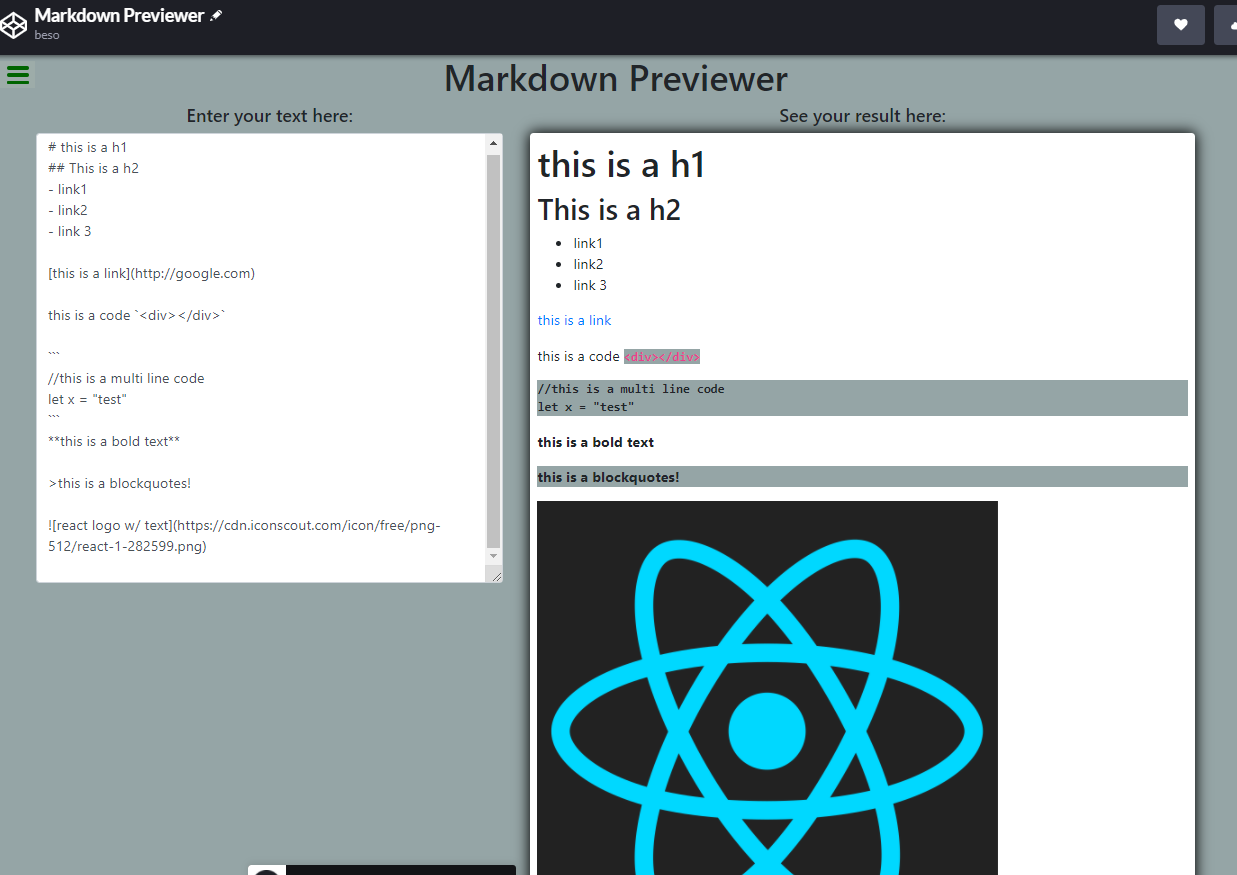 Markdown Previewer
beso
Markdown Previewer
Enter your text here:
# this is a h1
## This is a h2
- link1
- link2
- link 3
[this is a link](http://google.com)
this is a code `<div></div>`
```
//this is a multi line code
let x = "test"
```
**this is a bold text**
>this is a blockquotes!
![react logo w/ text](https://cdn.iconscout.com/icon/free/png-
512/react-1-282599.png)
See your result here:
this is a h1
This is a h2
• link1
• link2
• link 3
this is a link
this is a code <div></div>
//this is a multi line code
let x = "test"
this is a bold text
this is a blockquotes!